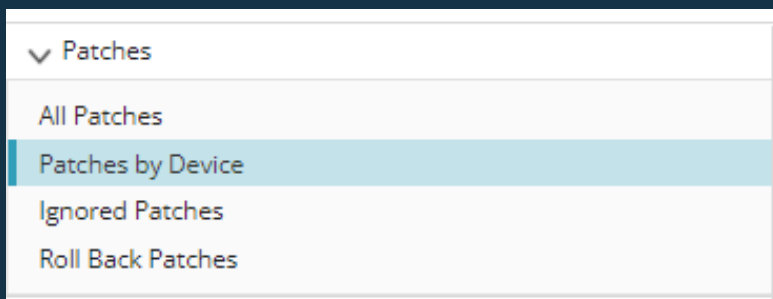 Patches
All Patches
Patches by Device
Ignored Patches
Roll Back Patches